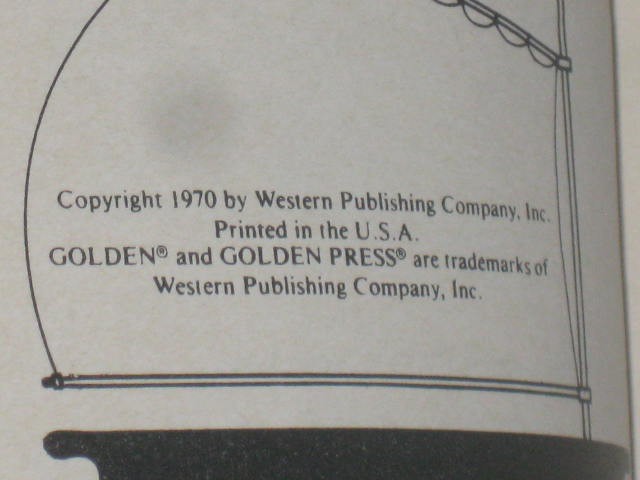 Copyright 1970 by Western Publishing Company, Inc.
Printed in the U.S.A.
GOLDEN® and GOLDEN PRESS® are trademarks of
Western Publishing Company, Inc.